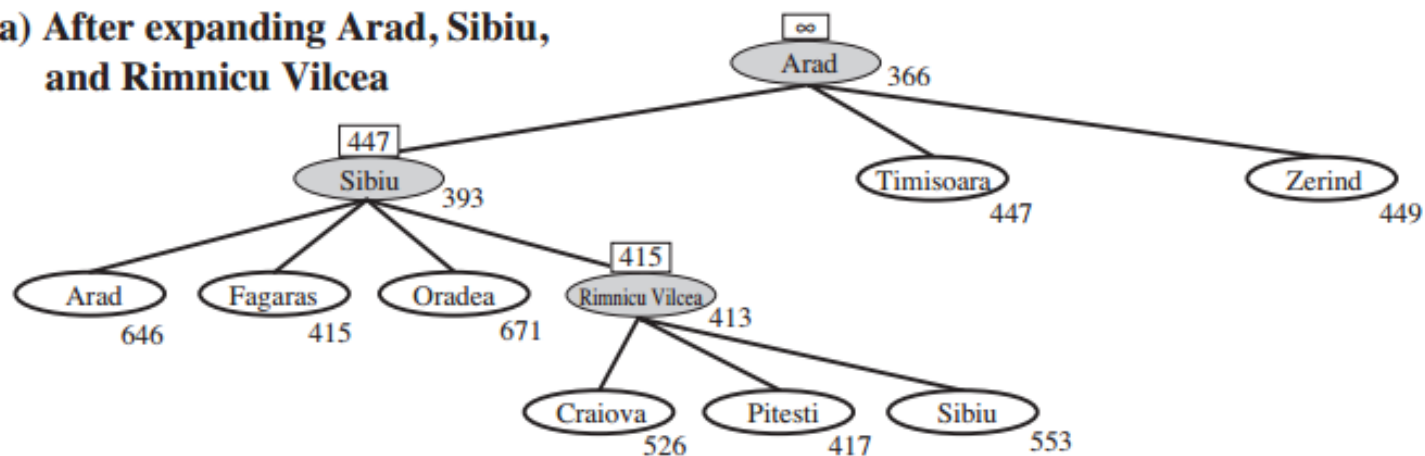 a) After expanding Arad, Sibiu,
and Rimnicu Vilcea
∞
Arad
366
447
Sibiu
393
Timisoara
447
Zerind
449
Arad
646
Fagaras
415
Oradea
671
415
Rimnicu Vilcea
413
Craiova
526
Pitesti
417
Sibiu
553